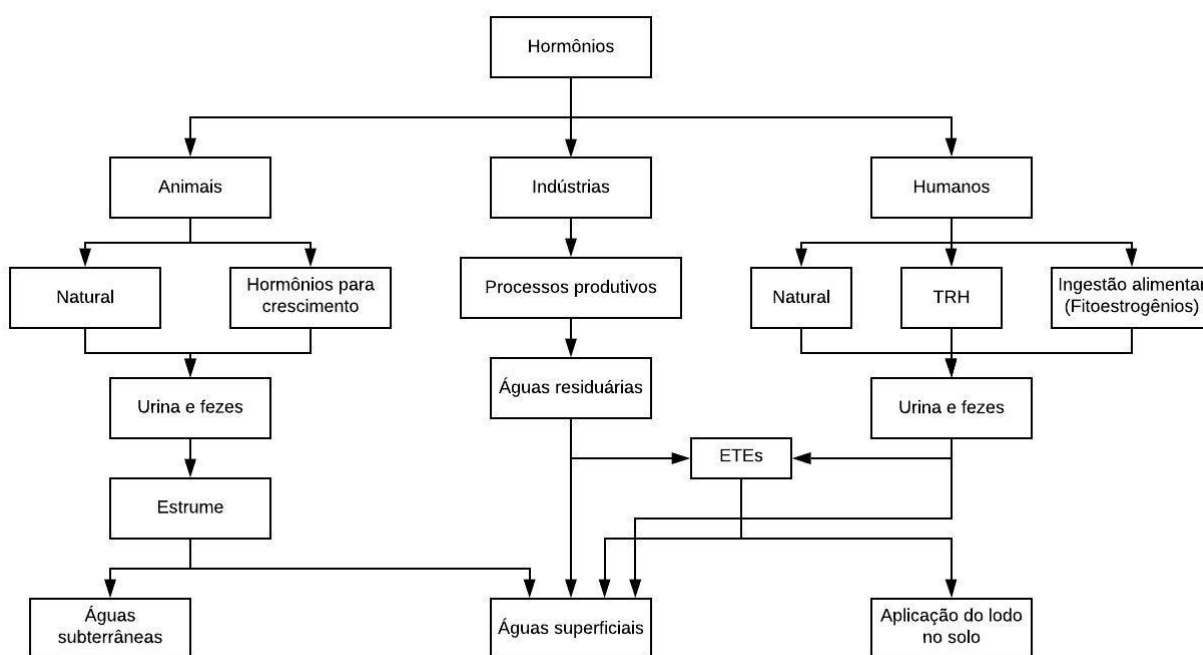 Hormônios
Animais
Indústrias
Humanos
Natural
Hormônios para
crescimento
Processos produtivos
Natural
TRH
Ingestão alimentar
(Fitoestrogênios)
Urina e fezes
Águas residuárias
Urina e fezes
ETEs
Estrume
Águas
subterrâneas
Águas superficiais
Aplicação do lodo
no solo